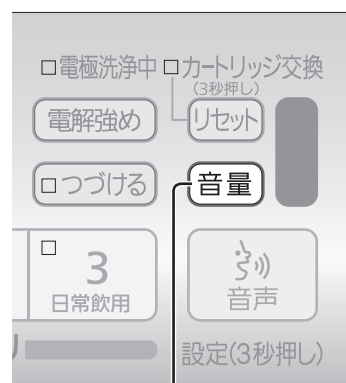 □電極洗浄中 □カートリッジ交換
(3秒押し)
電解強め リセット
□つづける 音量
□
3
日常飲用
音声
設定(3秒押し)